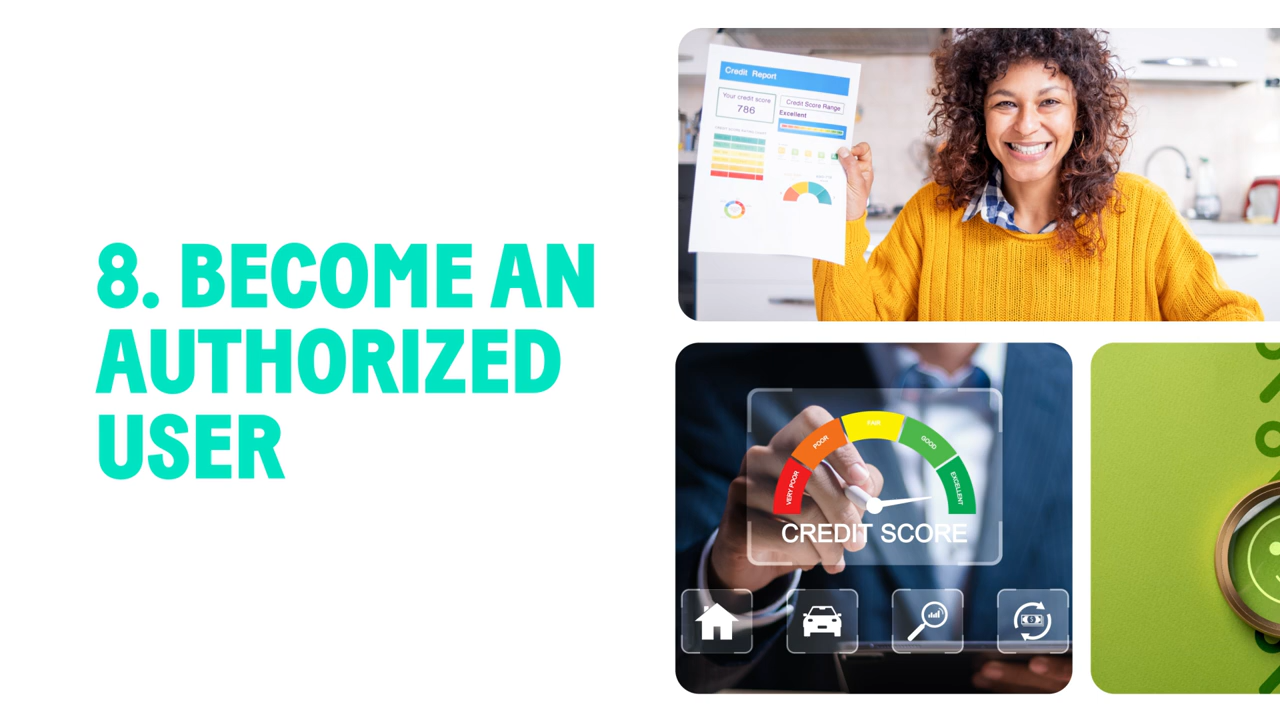 8. BECOME AN
AUTHORIZED
USER
Credit Report
Your credit score
786
Credit Score Range
Excellent
VERY POOR
POOR
FAIR
GOOD
EXCELLENT
CREDIT SCORE